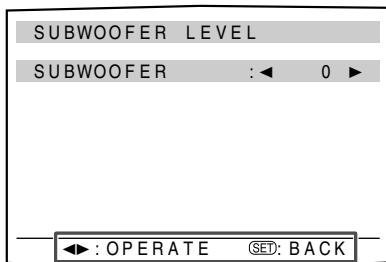 SUBWOOFER LEVEL
SUBWOOFER :◄ 0 ►
◄► : OPERATE SET: BACK